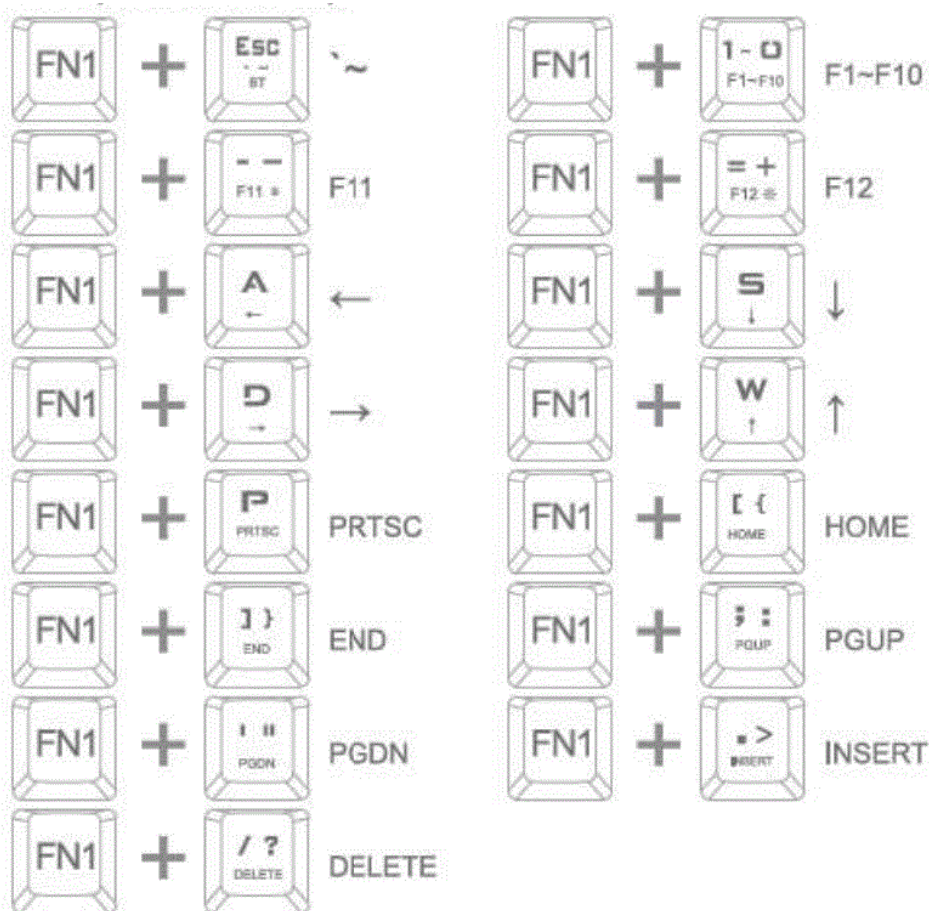 FN1 + Esc ` ~ BT `~
FN1 + 1 ~ 0 F1~F10 F1~F10
FN1 + - — F11 F11
FN1 + = + F12 F12
FN1 + A ← ←
FN1 + S ↓ ↓
FN1 + D → →
FN1 + W ↑ ↑
FN1 + P PRTSC PRTSC
FN1 + [ { HOME HOME
FN1 + ] } END END
FN1 + ; : PGUP PGUP
FN1 + ' " PGDN PGDN
FN1 + . > INSERT INSERT
FN1 + / ? DELETE DELETE